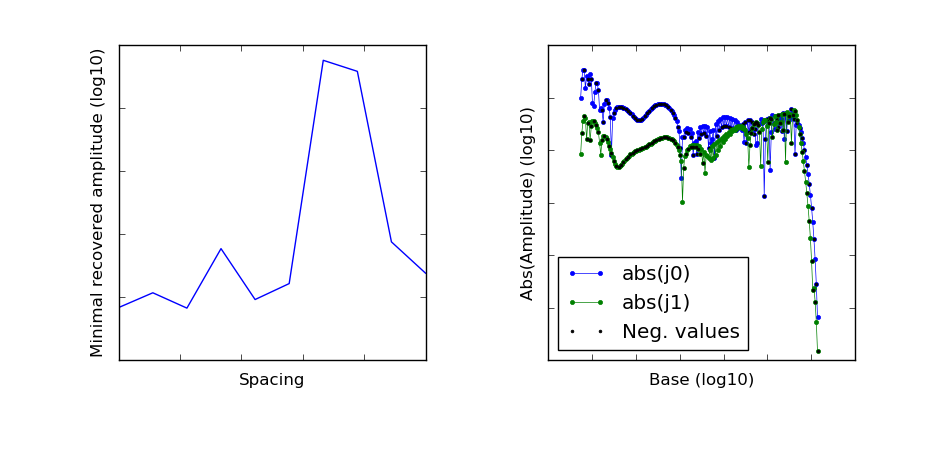 Minimal recovered amplitude (log10)
Spacing
Abs(Amplitude) (log10)
abs(j0)
abs(j1)
Neg. values
Base (log10)